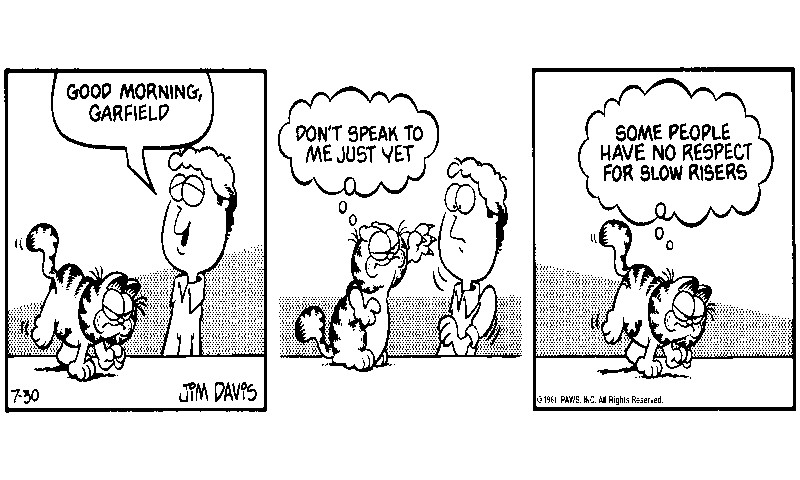 GOOD MORNING,
GARFIELD
7-30
JIM DAVIS
DON'T SPEAK TO
ME JUST YET
SOME PEOPLE
HAVE NO RESPECT
FOR SLOW RISERS
© 1981 PAWS, INC. All Rights Reserved.